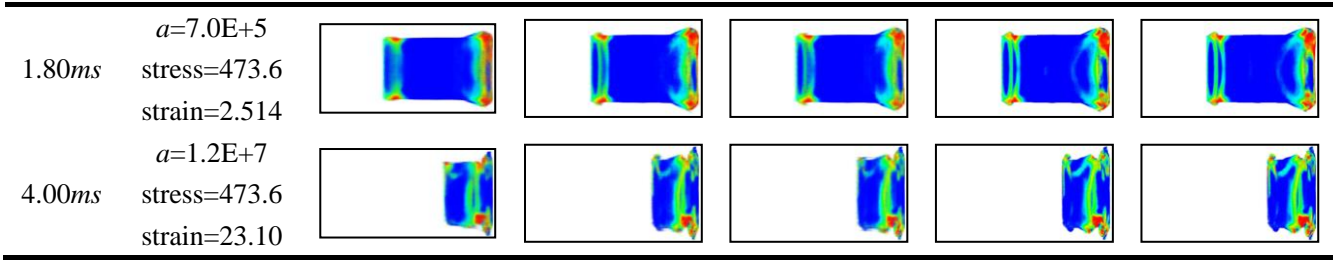 a=7.0E+5
1.80ms stress=473.6
strain=2.514
a=1.2E+7
4.00ms stress=473.6
strain=23.10